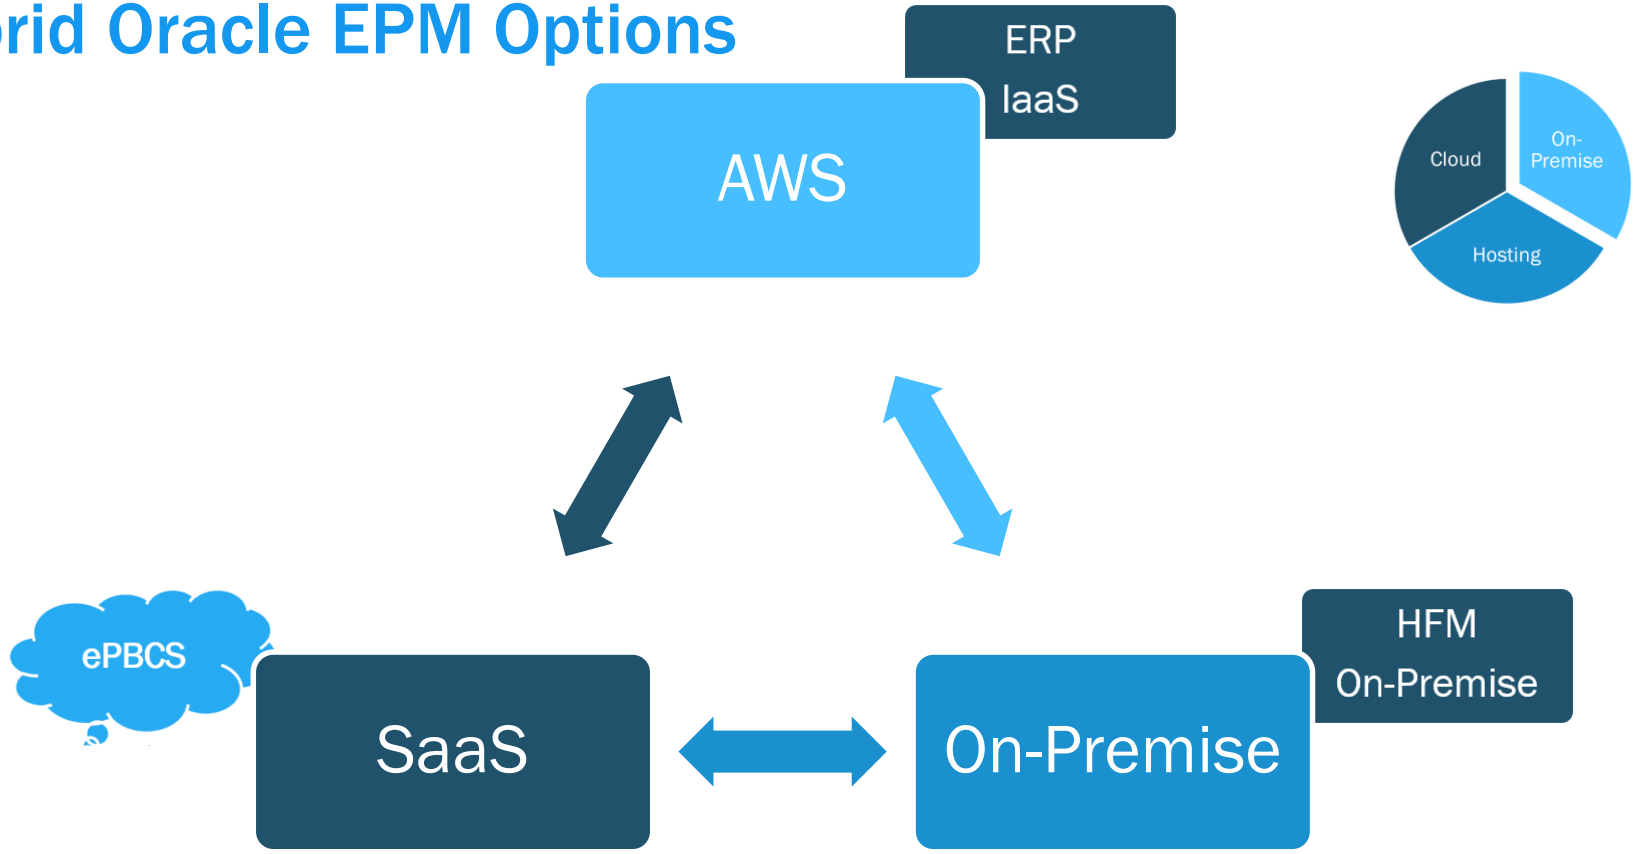 rid Oracle EPM Options
ERP
IaaS
AWS
On-
Premise
Cloud
Hosting
ePBCS
SaaS
HFM
On-Premise
On-Premise